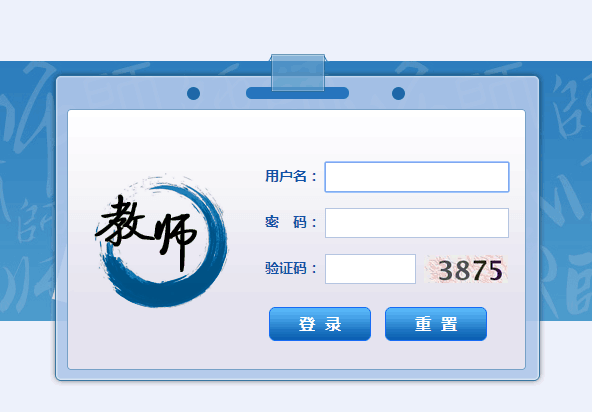 教师
用户名：
密　码：
验证码：
3875
登 录
重 置